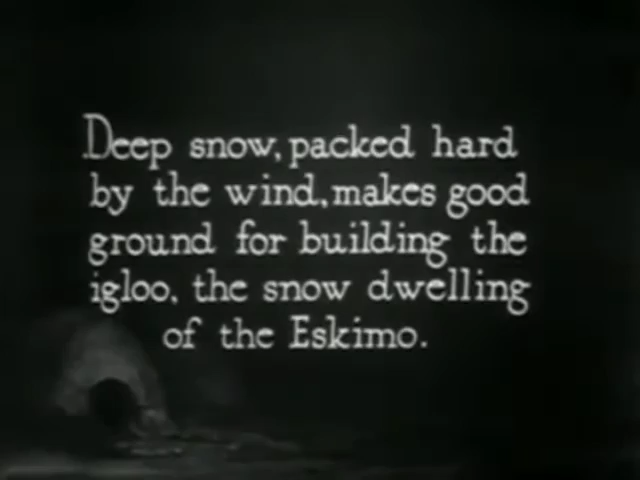 Deep snow, packed hard
by the wind, makes good
ground for building the
igloo, the snow dwelling
of the Eskimo.